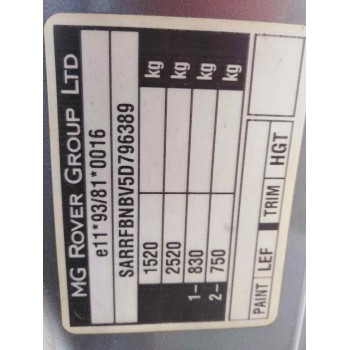 MG ROVER GROUP LTD
e11*93/81*0016
SARRFBNBV5D796389
1520 kg
2520 kg
1– 830 kg
2– 750 kg
PAINT LEF TRIM HGT